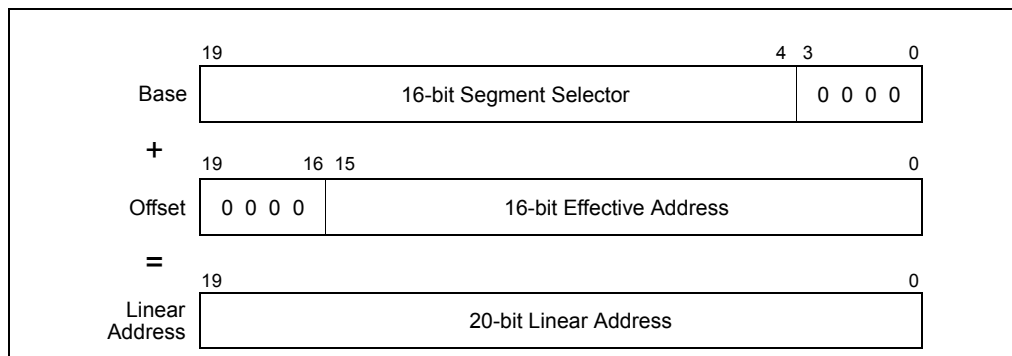 19 4 3 0
Base 16-bit Segment Selector 0 0 0 0
+
19 16 15 0
Offset 0 0 0 0 16-bit Effective Address
=
19 0
Linear
Address 20-bit Linear Address